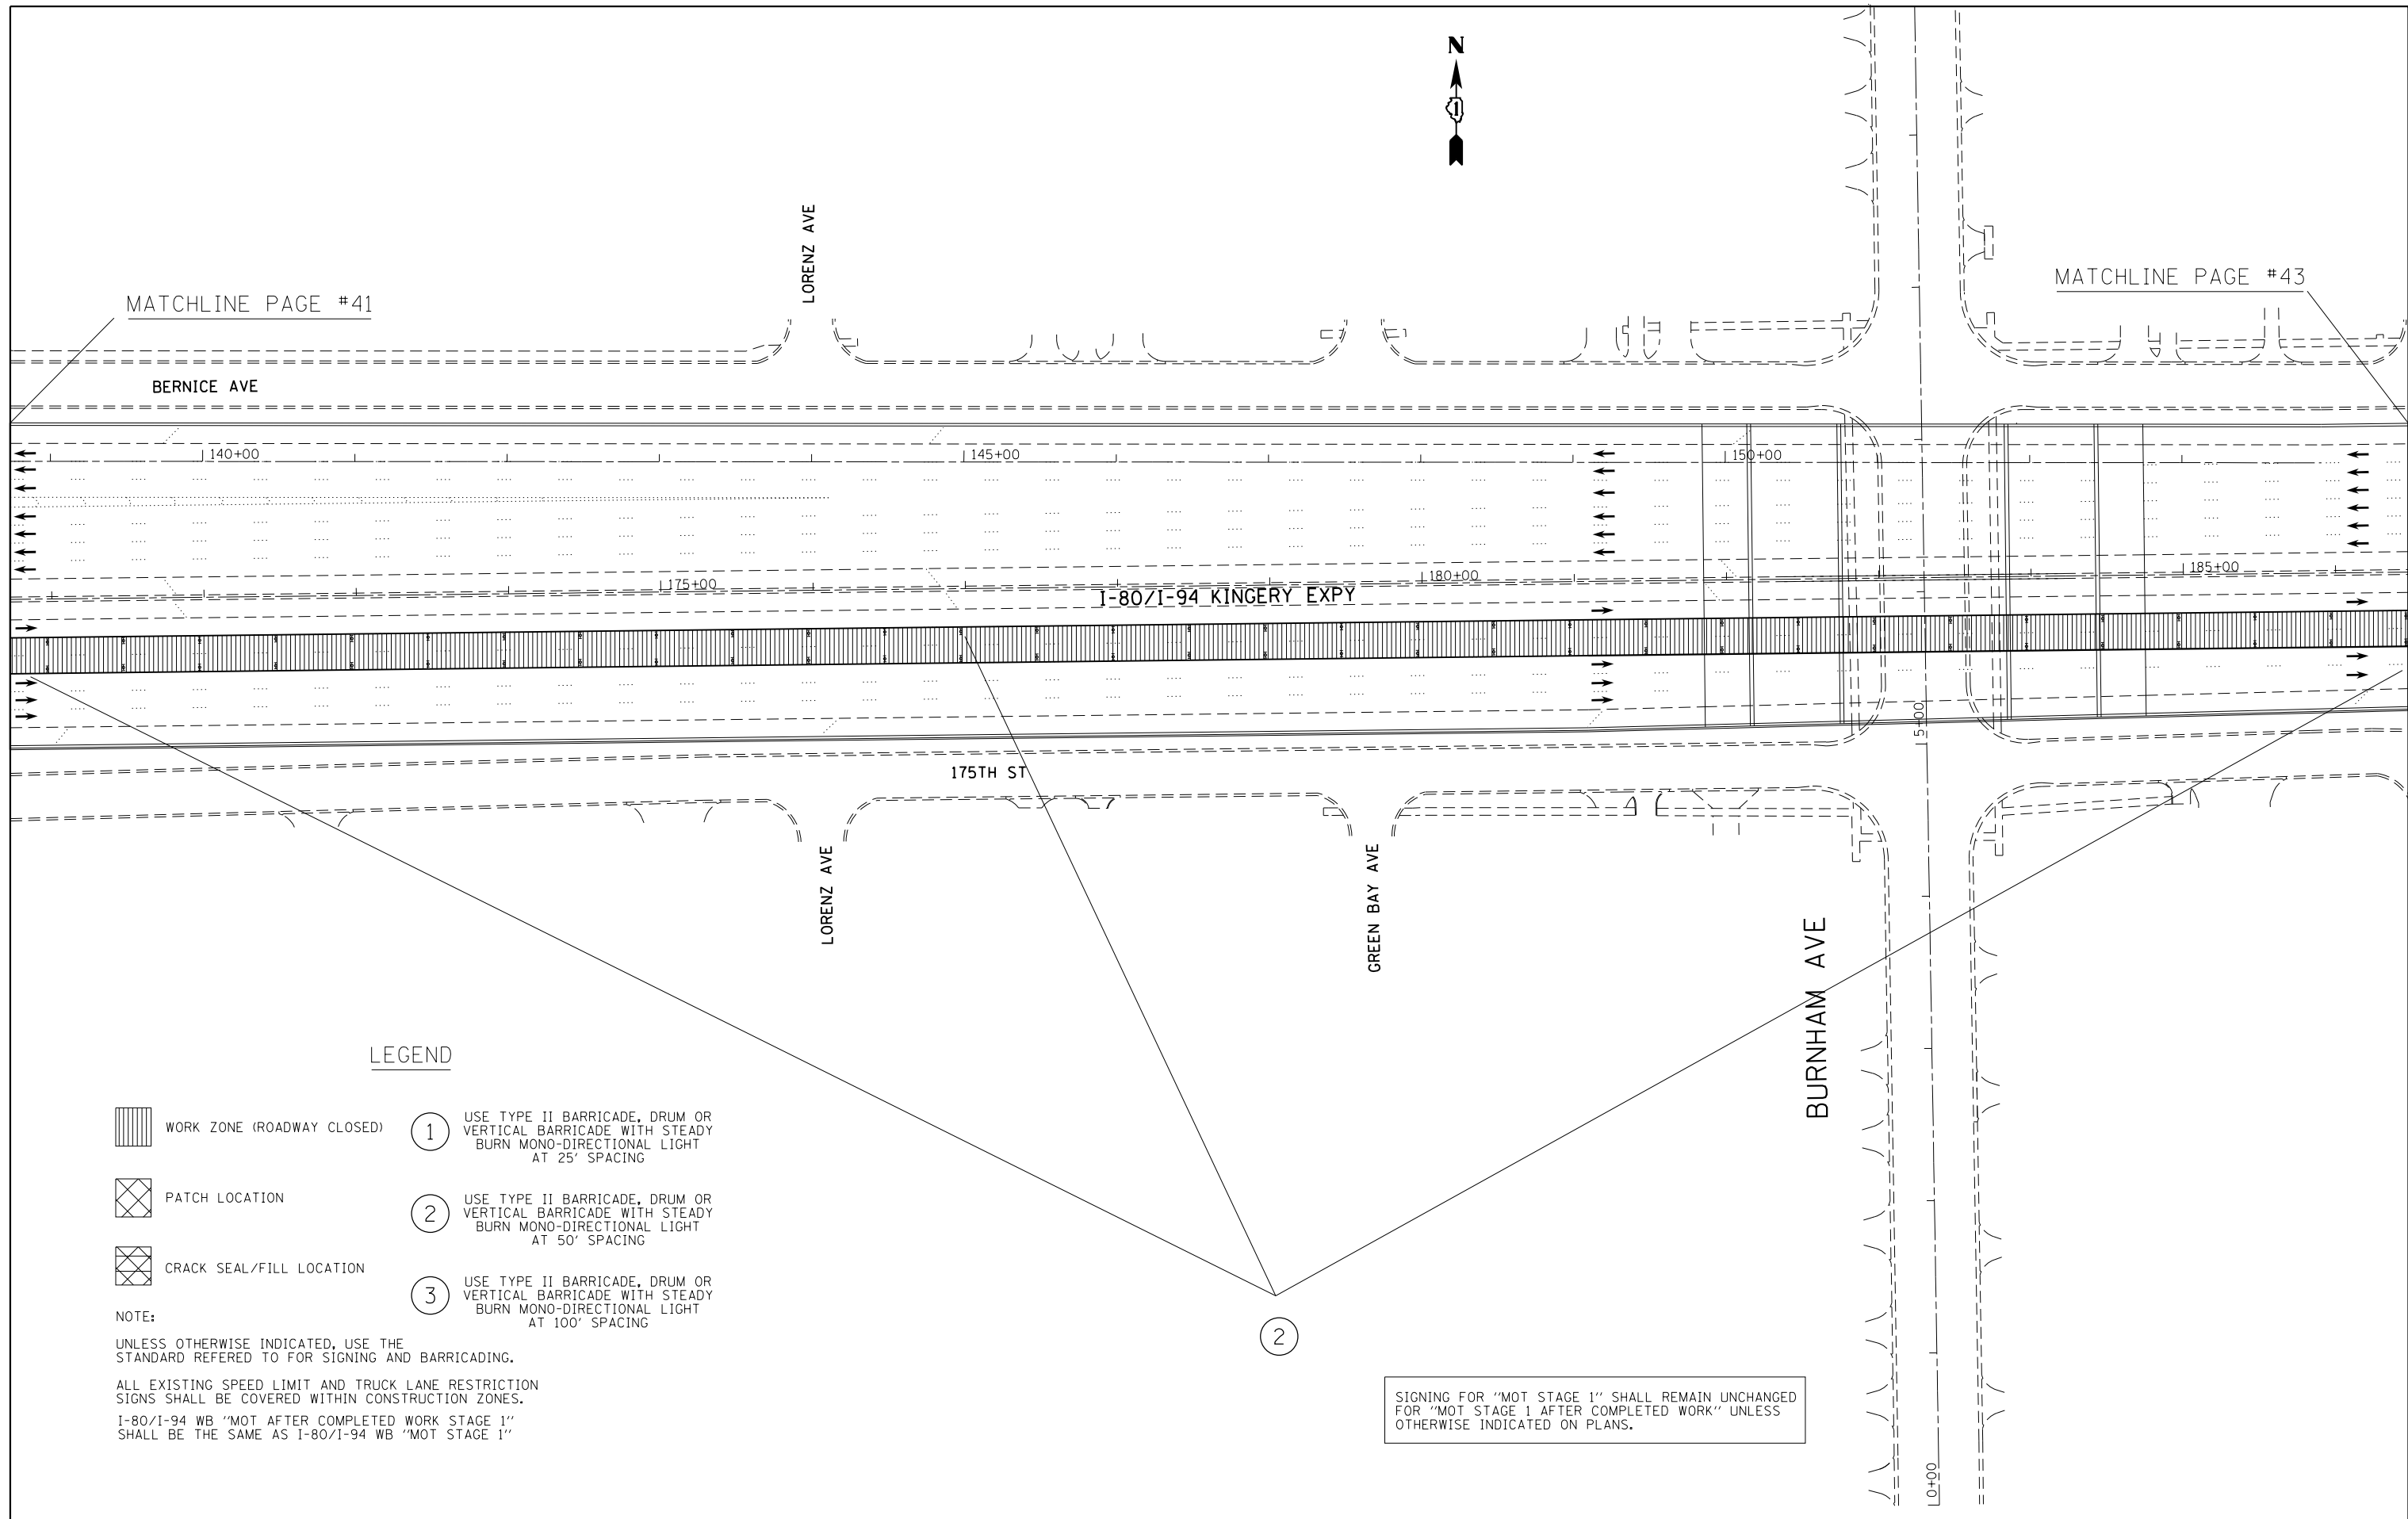 N
1
LORENZ AVE
MATCHLINE PAGE #41
MATCHLINE PAGE #43
BERNICE AVE
140+00
145+00
150+00
175+00
180+00
185+00
I-80/I-94 KINGERY EXPY
5+00
175TH ST
LORENZ AVE
GREEN BAY AVE
BURNHAM AVE
LEGEND
WORK ZONE (ROADWAY CLOSED)
PATCH LOCATION
CRACK SEAL/FILL LOCATION
1
USE TYPE II BARRICADE, DRUM OR
VERTICAL BARRICADE WITH STEADY
BURN MONO-DIRECTIONAL LIGHT
AT 25' SPACING
2
USE TYPE II BARRICADE, DRUM OR
VERTICAL BARRICADE WITH STEADY
BURN MONO-DIRECTIONAL LIGHT
AT 50' SPACING
3
USE TYPE II BARRICADE, DRUM OR
VERTICAL BARRICADE WITH STEADY
BURN MONO-DIRECTIONAL LIGHT
AT 100' SPACING
NOTE:
UNLESS OTHERWISE INDICATED, USE THE
STANDARD REFERED TO FOR SIGNING AND BARRICADING.
ALL EXISTING SPEED LIMIT AND TRUCK LANE RESTRICTION
SIGNS SHALL BE COVERED WITHIN CONSTRUCTION ZONES.
I-80/I-94 WB "MOT AFTER COMPLETED WORK STAGE 1"
SHALL BE THE SAME AS I-80/I-94 WB "MOT STAGE 1"
2
SIGNING FOR "MOT STAGE 1" SHALL REMAIN UNCHANGED
FOR "MOT STAGE 1 AFTER COMPLETED WORK" UNLESS
OTHERWISE INDICATED ON PLANS.
0+00